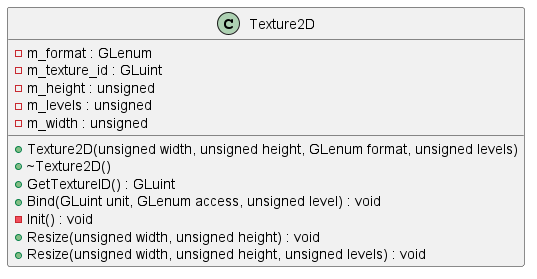 C Texture2D
m_format : GLenum
m_texture_id : GLuint
m_height : unsigned
m_levels : unsigned
m_width : unsigned
Texture2D(unsigned width, unsigned height, GLenum format, unsigned levels)
~Texture2D()
GetTextureID() : GLuint
Bind(GLuint unit, GLenum access, unsigned level) : void
Init() : void
Resize(unsigned width, unsigned height) : void
Resize(unsigned width, unsigned height, unsigned levels) : void